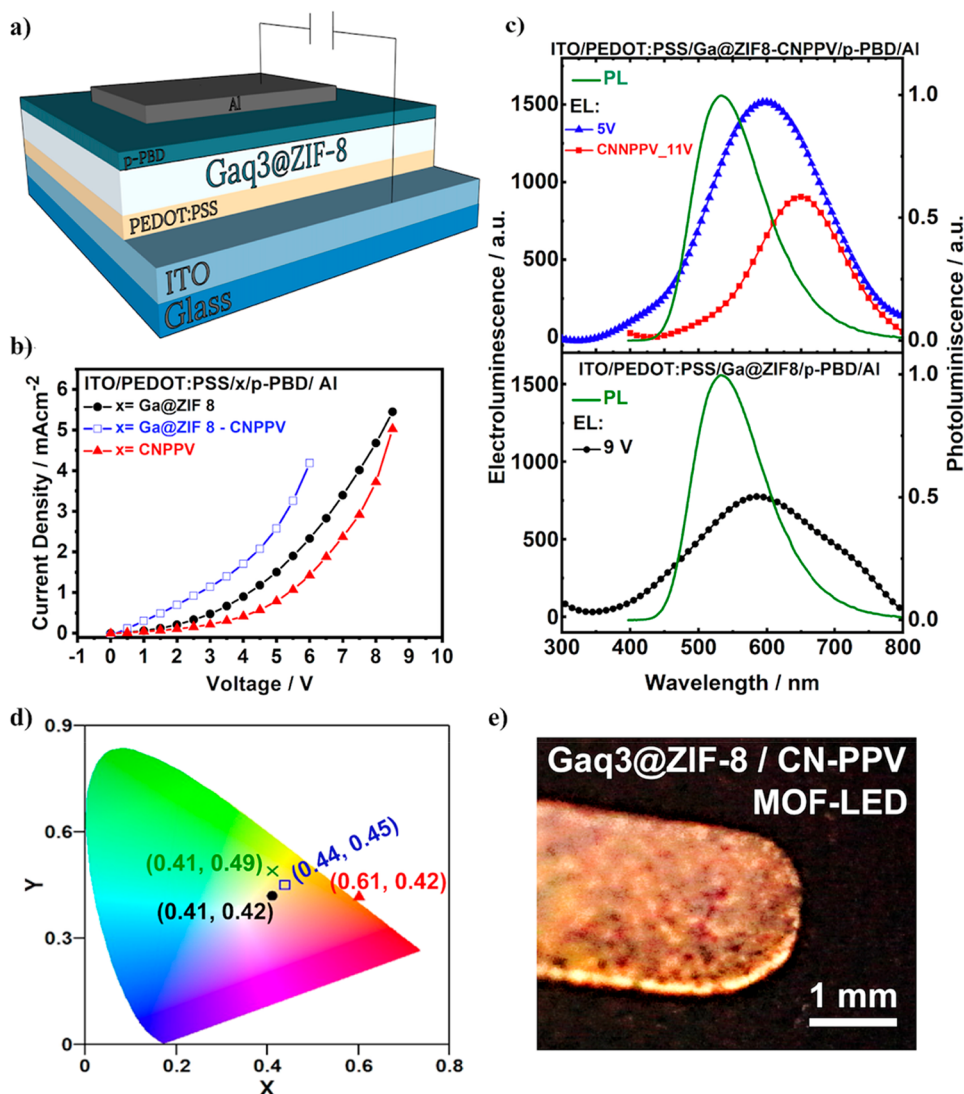 a)
Al
p-PBD
Gaq3@ZIF-8
PEDOT:PSS
ITO
Glass
b)
ITO/PEDOT:PSS/x/p-PBD/ Al
x= Ga@ZIF 8
x= Ga@ZIF 8 - CNPPV
x= CNPPV
Current Density / mAcm-2
6
5
4
3
2
1
0
-1 0 1 2 3 4 5 6 7 8 9 10
Voltage / V
c)
ITO/PEDOT:PSS/Ga@ZIF8-CNPPV/p-PBD/Al
PL
EL:
5V
CNNPPV_11V
1500
1000
500
0
1.0
0.5
0.0
ITO/PEDOT:PSS/Ga@ZIF8/p-PBD/Al
PL
EL:
9 V
1500
1000
500
0
1.0
0.5
0.0
Electroluminescence / a.u.
Photoluminiscence / a.u.
300 400 500 600 700 800
Wavelength / nm
d)
0.9
0.6
0.3
0
Y
(0.41, 0.49)
(0.44, 0.45)
(0.61, 0.42)
(0.41, 0.42)
0 0.2 0.4 0.6 0.8
X
e)
Gaq3@ZIF-8 / CN-PPV
MOF-LED
1 mm